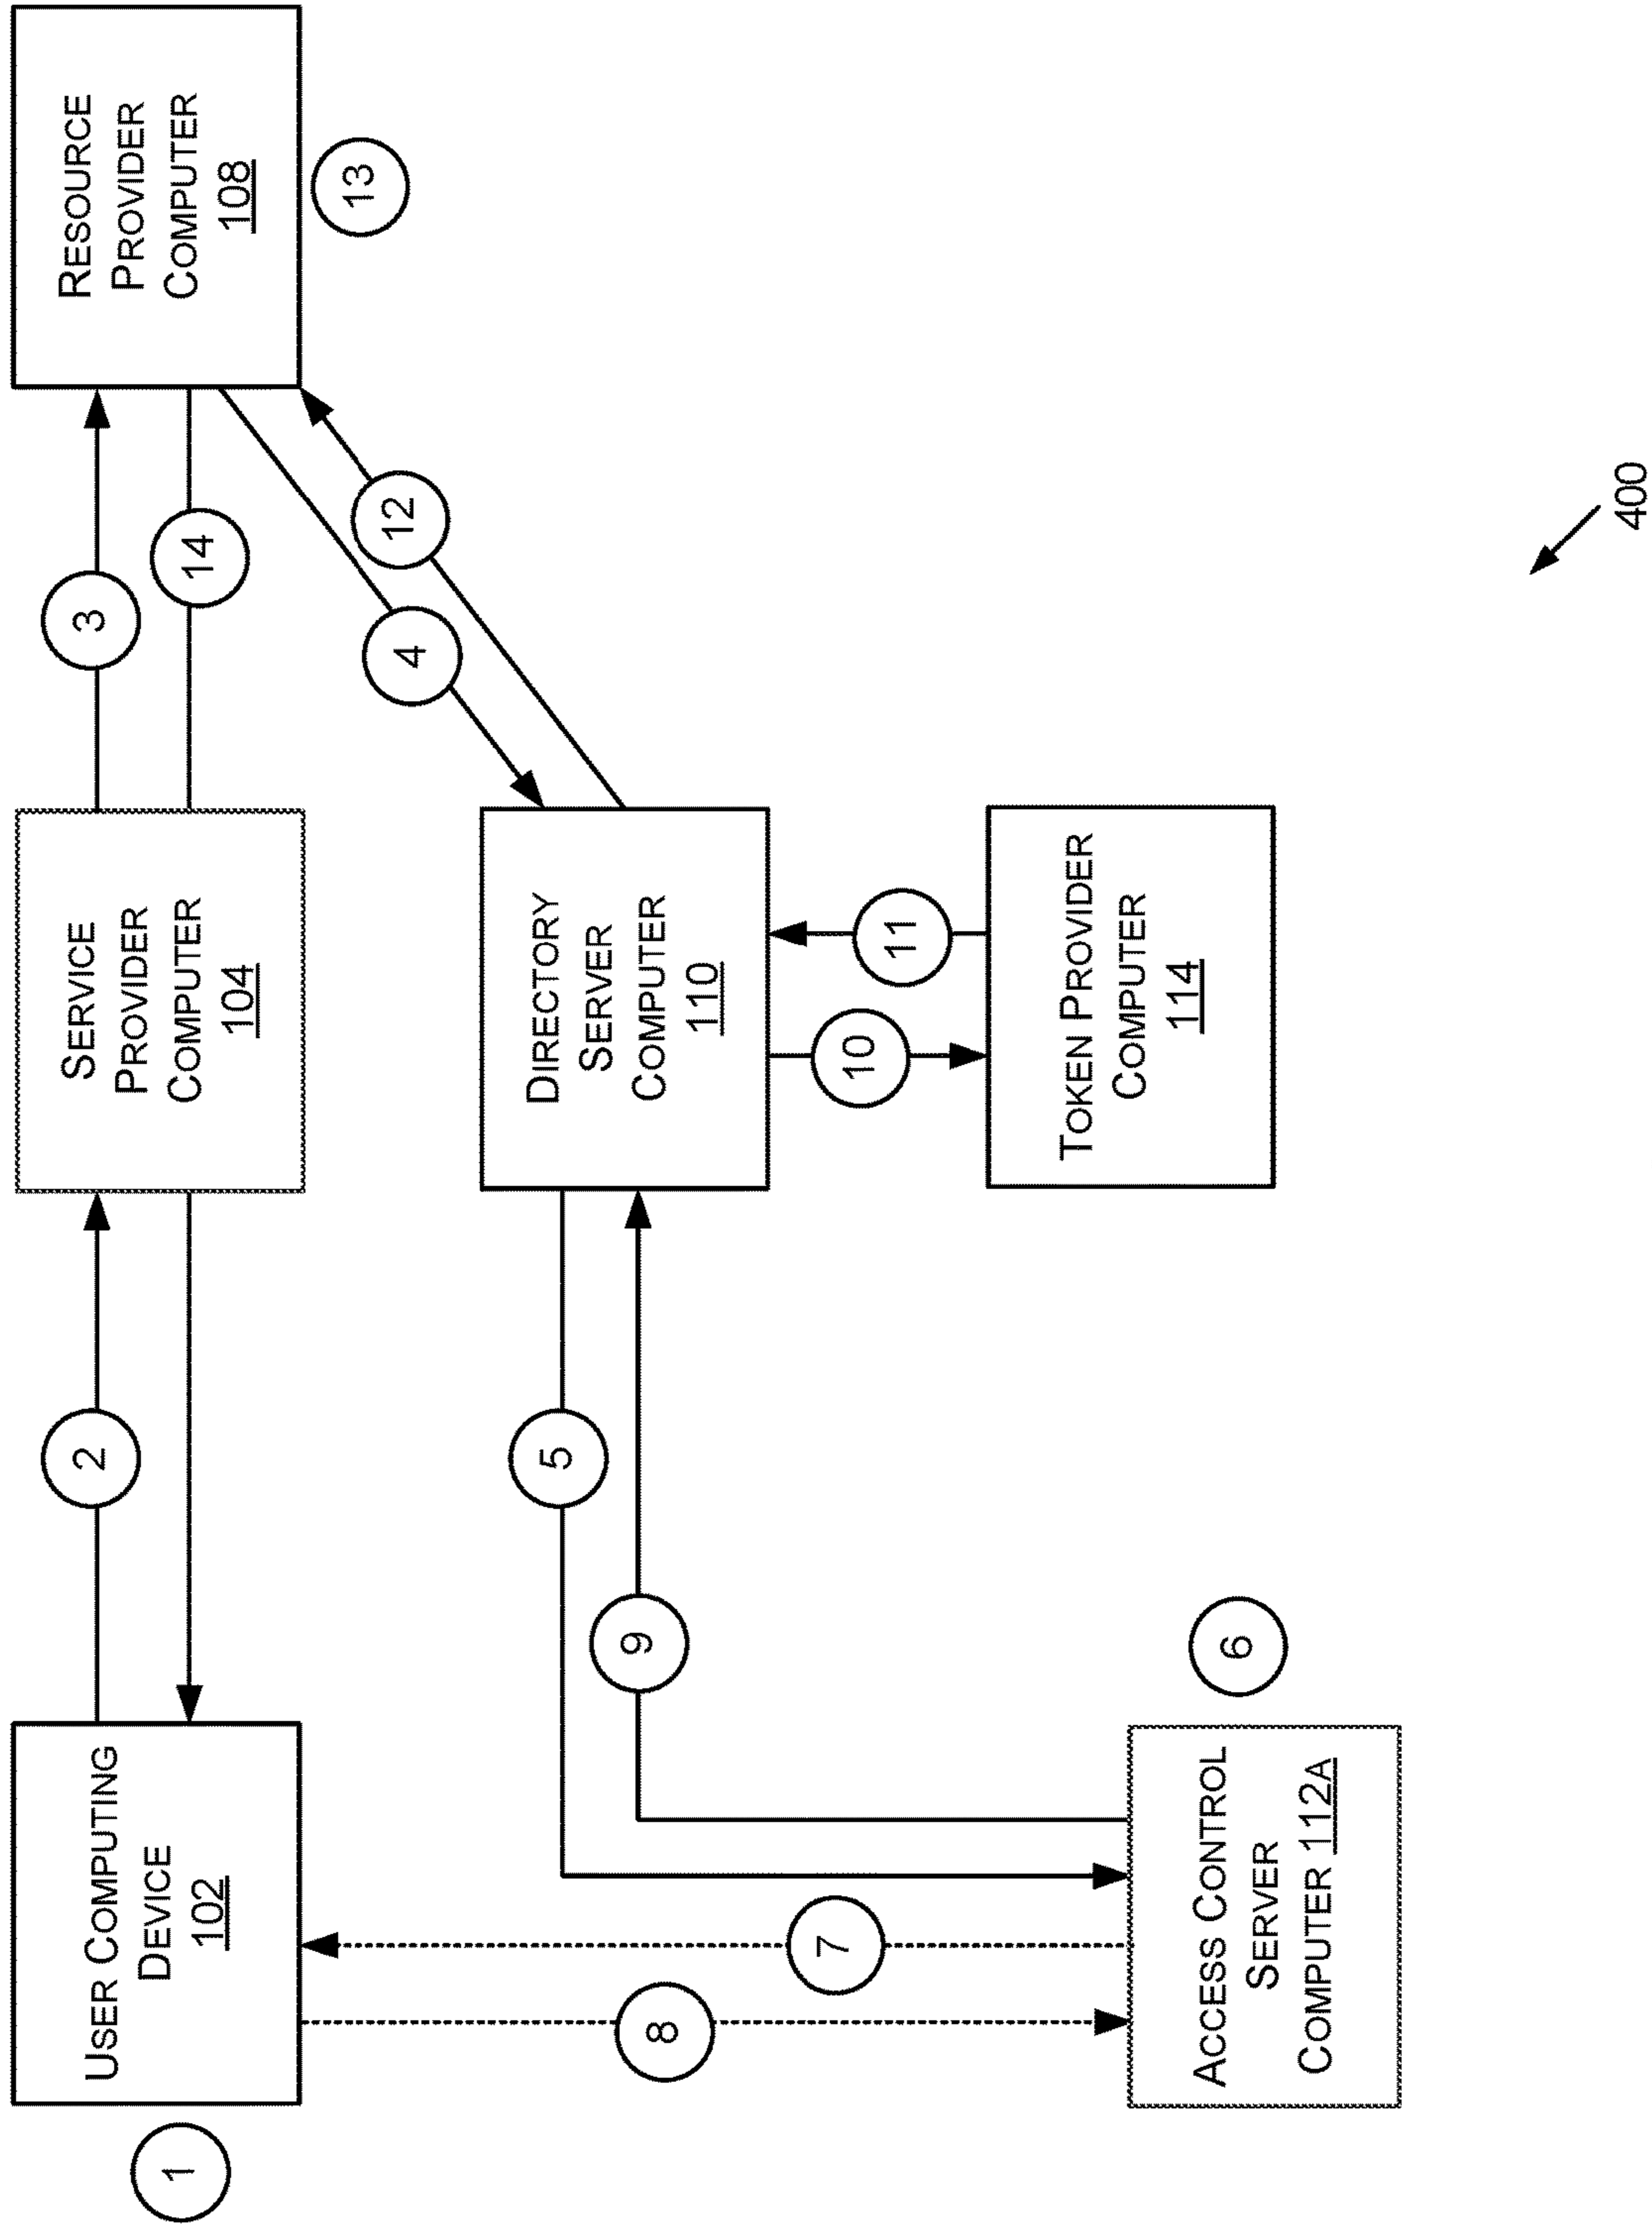 1
USER COMPUTING
DEVICE
102
2
SERVICE
PROVIDER
COMPUTER
104
3
14
RESOURCE
PROVIDER
COMPUTER
108
13
4
12
5
9
DIRECTORY
SERVER
COMPUTER
110
10
11
TOKEN PROVIDER
COMPUTER
114
8
7
6
ACCESS CONTROL
SERVER
COMPUTER 112A
400